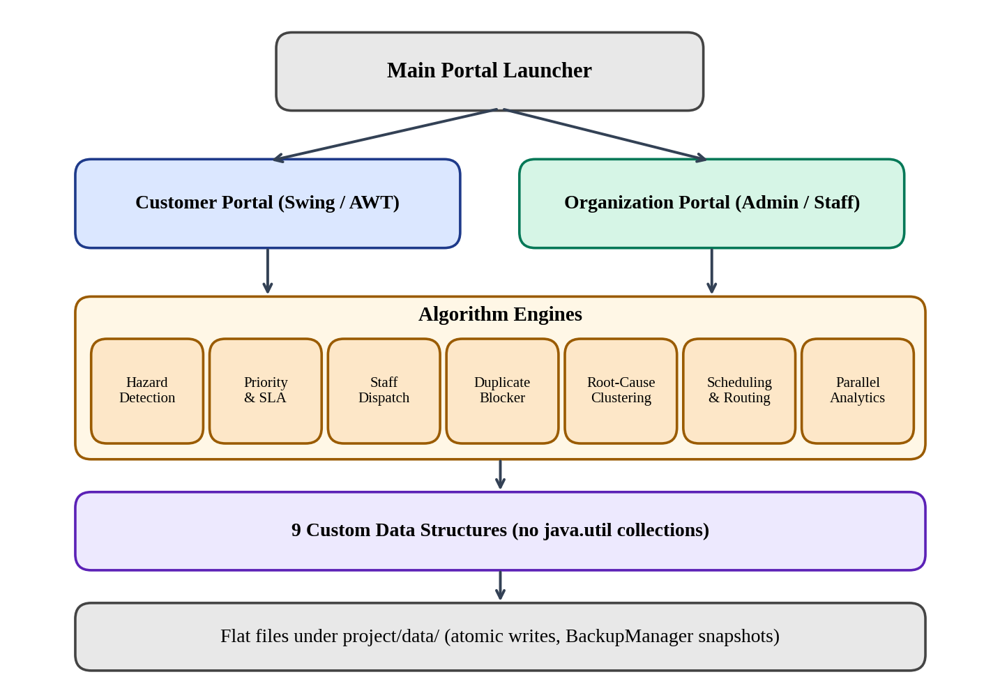 Main Portal Launcher
Customer Portal (Swing / AWT)
Organization Portal (Admin / Staff)
Algorithm Engines
Hazard
Detection
Priority
& SLA
Staff
Dispatch
Duplicate
Blocker
Root-Cause
Clustering
Scheduling
& Routing
Parallel
Analytics
9 Custom Data Structures (no java.util collections)
Flat files under project/data/ (atomic writes, BackupManager snapshots)